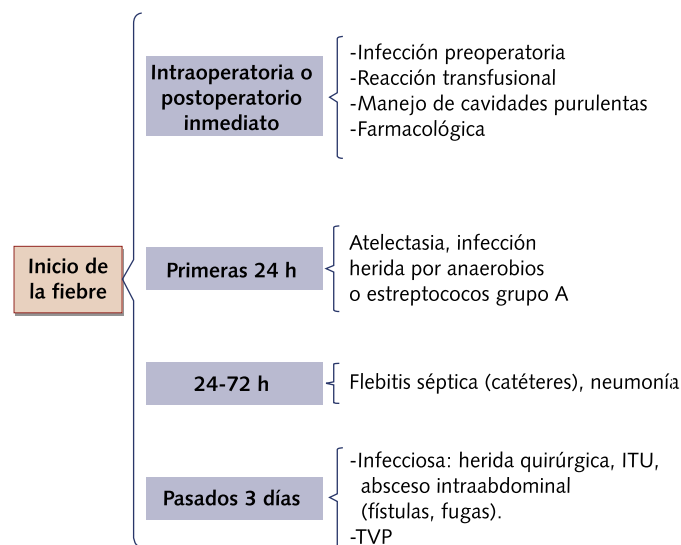 Inicio de
la fiebre
Intraoperatoria o
postoperatorio
inmediato
-Infección preoperatoria
-Reacción transfusional
-Manejo de cavidades purulentas
-Farmacológica
Primeras 24 h
Atelectasia, infección
herida por anaerobios
o estreptococos grupo A
24-72 h
Flebitis séptica (catéteres), neumonía
Pasados 3 días
-Infecciosa: herida quirúrgica, ITU,
absceso intraabdominal
(fístulas, fugas).
-TVP